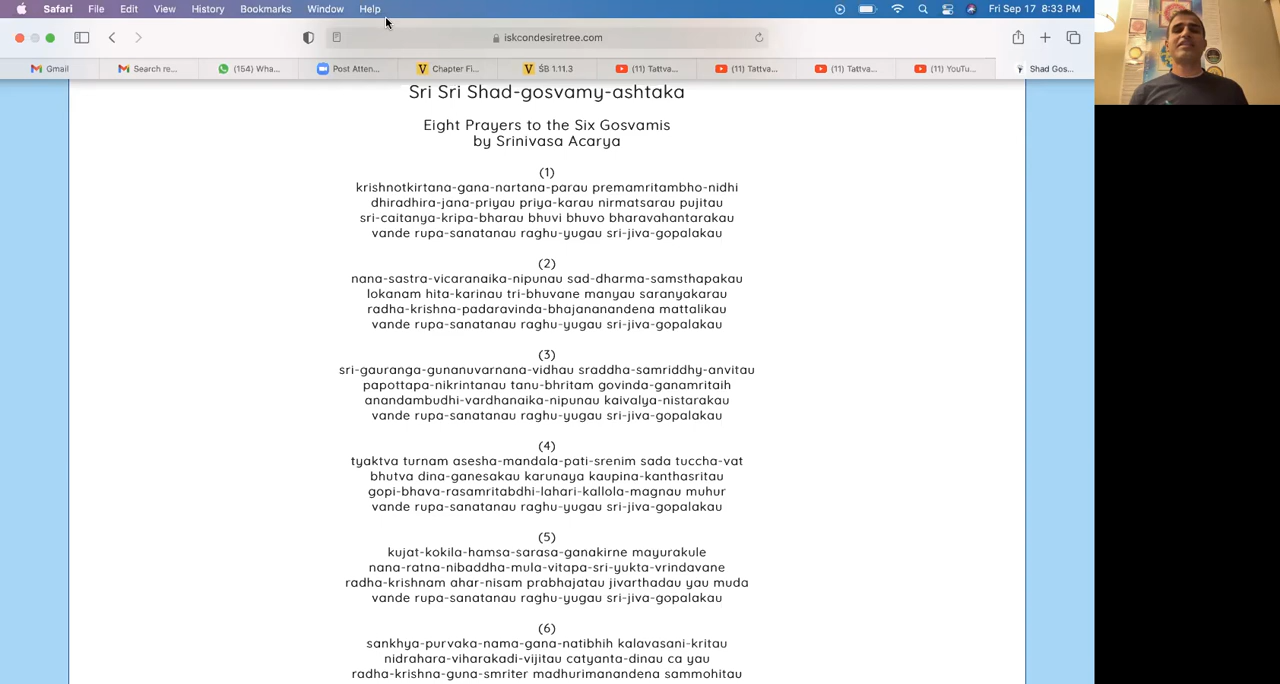 Safari File Edit View History Bookmarks Window Help Fri Sep 17 8:33 PM
iskcondesiretree.com
Gmail Search re... (154) Wha... Post Atten... Chapter Fi... ŚB 1.11.3 (11) Tattva... (11) Tattva... (11) Tattva... (11) YouTu... Shad Gos...
Sri Sri Shad-gosvamy-ashtaka
Eight Prayers to the Six Gosvamis
by Srinivasa Acarya
(1)
krishnotkirtana-gana-nartana-parau premamritambho-nidhi
dhiradhira-jana-priyau priya-karau nirmatsarau pujitau
sri-caitanya-kripa-bharau bhuvi bhuvo bharavahantarakau
vande rupa-sanatanau raghu-yugau sri-jiva-gopalakau
(2)
nana-sastra-vicaranaika-nipunau sad-dharma-samsthapakau
lokanam hita-karinau tri-bhuvane manyau saranyakarau
radha-krishna-padaravinda-bhajananandena mattalikau
vande rupa-sanatanau raghu-yugau sri-jiva-gopalakau
(3)
sri-gauranga-gunanuvarnana-vidhau sraddha-samriddhy-anvitau
papottapa-nikrintanau tanu-bhritam govinda-ganamritaih
anandambudhi-vardhanaika-nipunau kaivalya-nistarakau
vande rupa-sanatanau raghu-yugau sri-jiva-gopalakau
(4)
tyaktva turnam asesha-mandala-pati-srenim sada tuccha-vat
bhutva dina-ganesakau karunaya kaupina-kanthasritau
gopi-bhava-rasamritabdhi-lahari-kallola-magnau muhur
vande rupa-sanatanau raghu-yugau sri-jiva-gopalakau
(5)
kujat-kokila-hamsa-sarasa-ganakirne mayurakule
nana-ratna-nibaddha-mula-vitapa-sri-yukta-vrindavane
radha-krishnam ahar-nisam prabhajatau jivarthadau yau muda
vande rupa-sanatanau raghu-yugau sri-jiva-gopalakau
(6)
sankhya-purvaka-nama-gana-natibhih kalavasani-kritau
nidrahara-viharakadi-vijitau catyanta-dinau ca yau
radha-krishna-guna-smriter madhurimanandena sammohitau